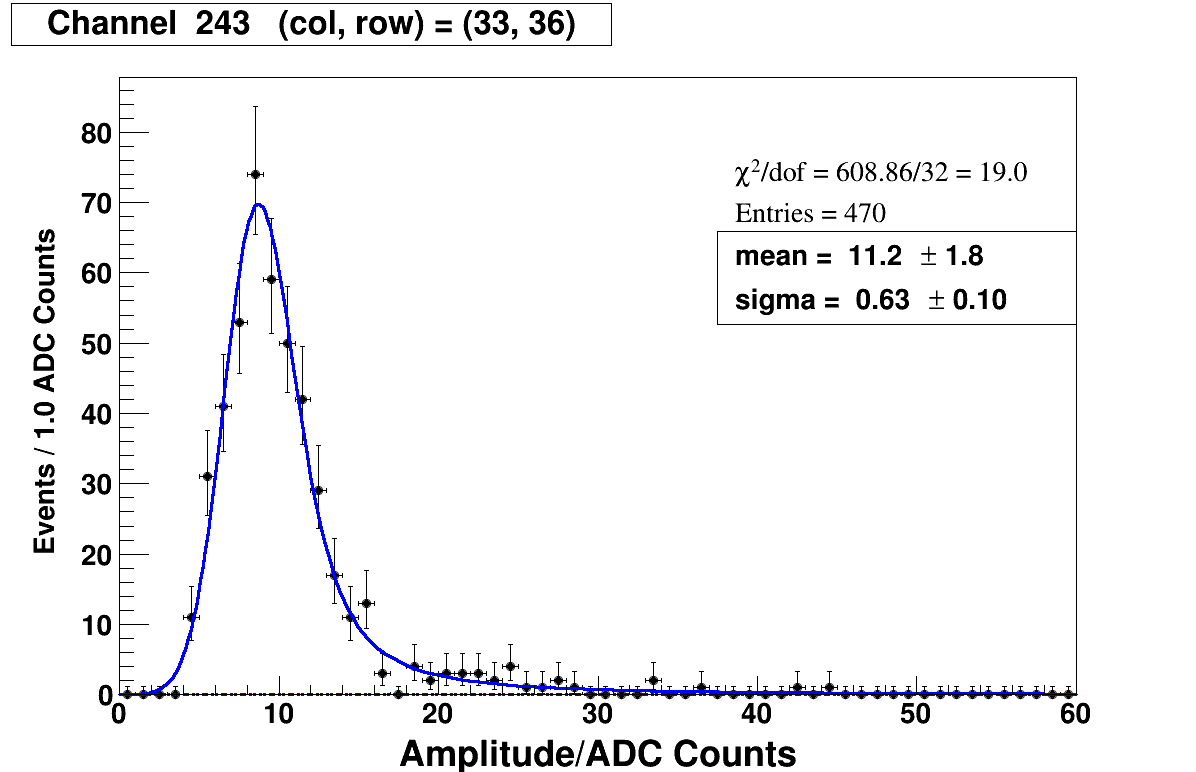 Channel 243 (col, row) = (33, 36)
χ²/dof = 608.86/32 = 19.0
Entries = 470
mean = 11.2 ± 1.8
sigma = 0.63 ± 0.10
Events / 1.0 ADC Counts
80
70
60
50
40
30
20
10
0
0 10 20 30 40 50 60
Amplitude/ADC Counts